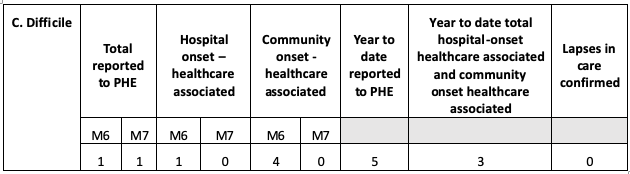 C. Difficile
Total
reported
to PHE
Hospital
onset –
healthcare
associated
Community
onset -
healthcare
associated
Year to
date
reported
to PHE
Year to date total
hospital-onset
healthcare associated
and community
onset healthcare
associated
Lapses in
care
confirmed
M6 M7 M6 M7 M6 M7
1 1 1 0 4 0 5 3 0